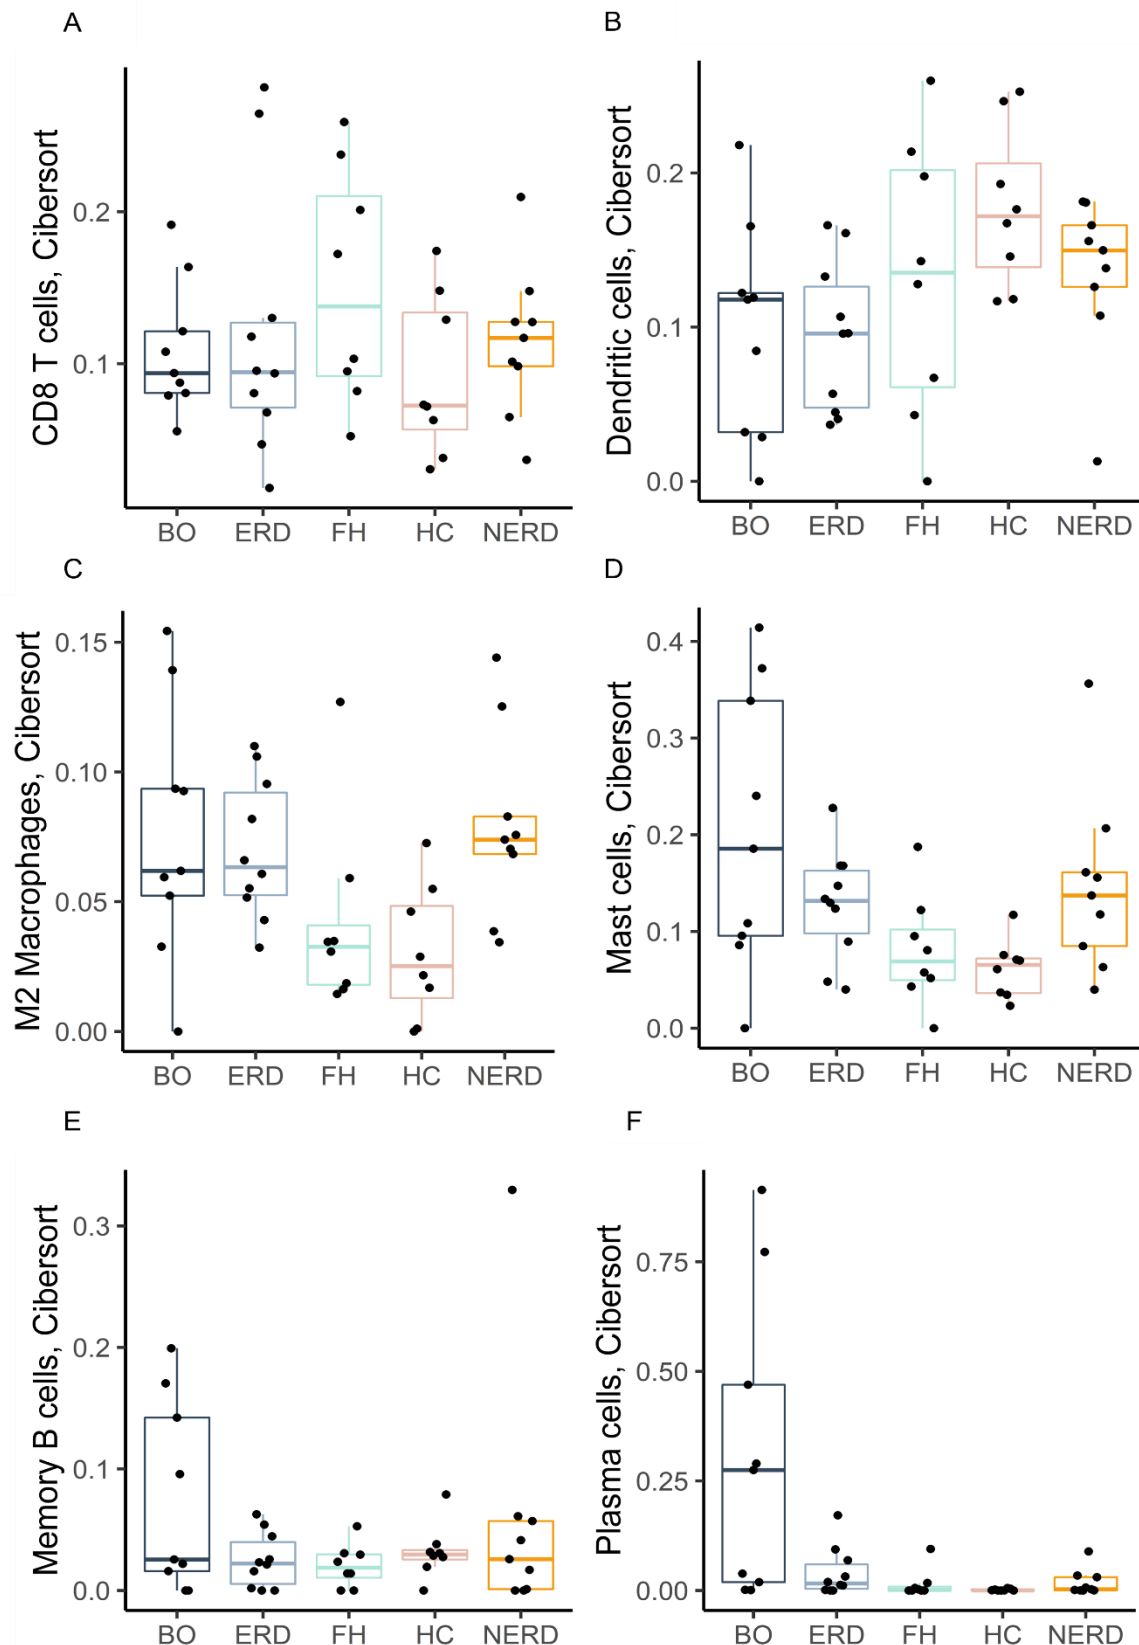 A
CD8 T cells, Cibersort
0.2
0.1
BO ERD FH HC NERD
B
Dendritic cells, Cibersort
0.2
0.1
0.0
BO ERD FH HC NERD
C
M2 Macrophages, Cibersort
0.15
0.10
0.05
0.00
BO ERD FH HC NERD
D
Mast cells, Cibersort
0.4
0.3
0.2
0.1
0.0
BO ERD FH HC NERD
E
Memory B cells, Cibersort
0.3
0.2
0.1
0.0
BO ERD FH HC NERD
F
Plasma cells, Cibersort
0.75
0.50
0.25
0.00
BO ERD FH HC NERD